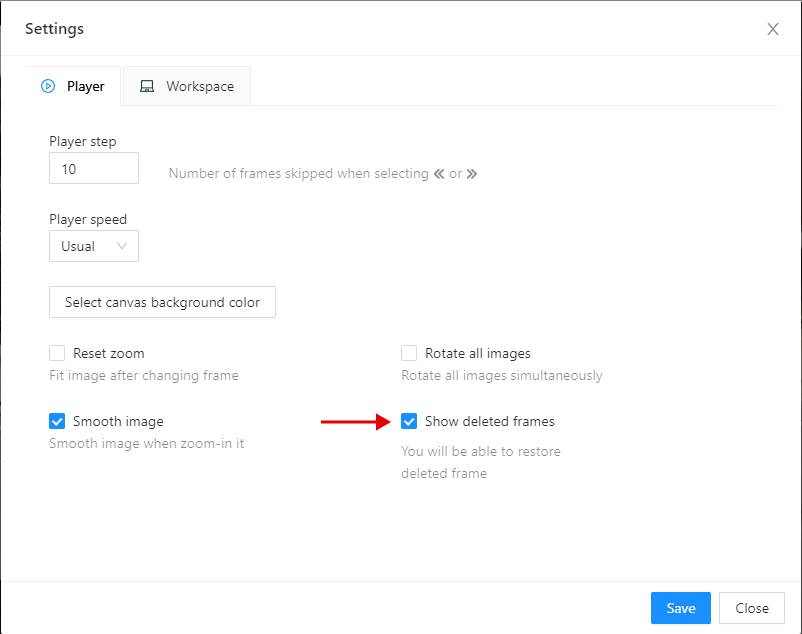 Settings
Player
Workspace
Player step
10
Number of frames skipped when selecting « or »
Player speed
Usual
Select canvas background color
Reset zoom
Fit image after changing frame
Rotate all images
Rotate all images simultaneously
Smooth image
Smooth image when zoom-in it
Show deleted frames
You will be able to restore
deleted frame
Save
Close